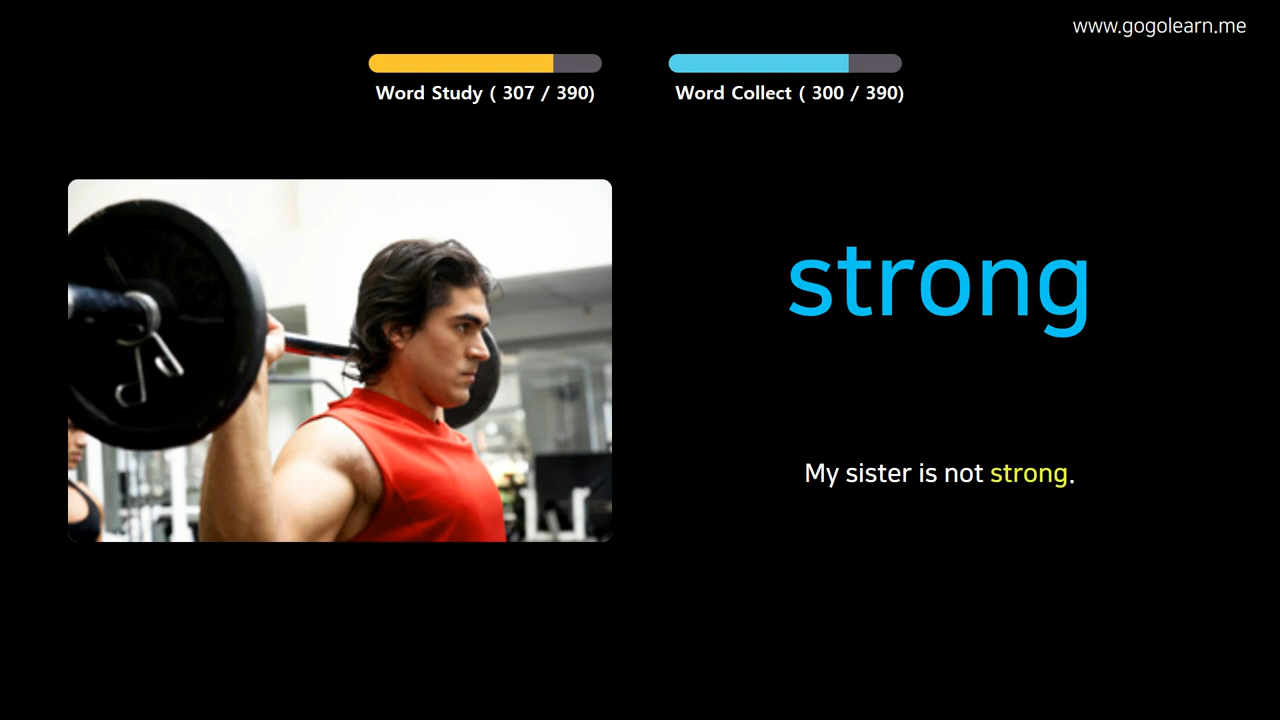 www.gogolearn.me
Word Study ( 307 / 390)
Word Collect ( 300 / 390)
strong
My sister is not strong.